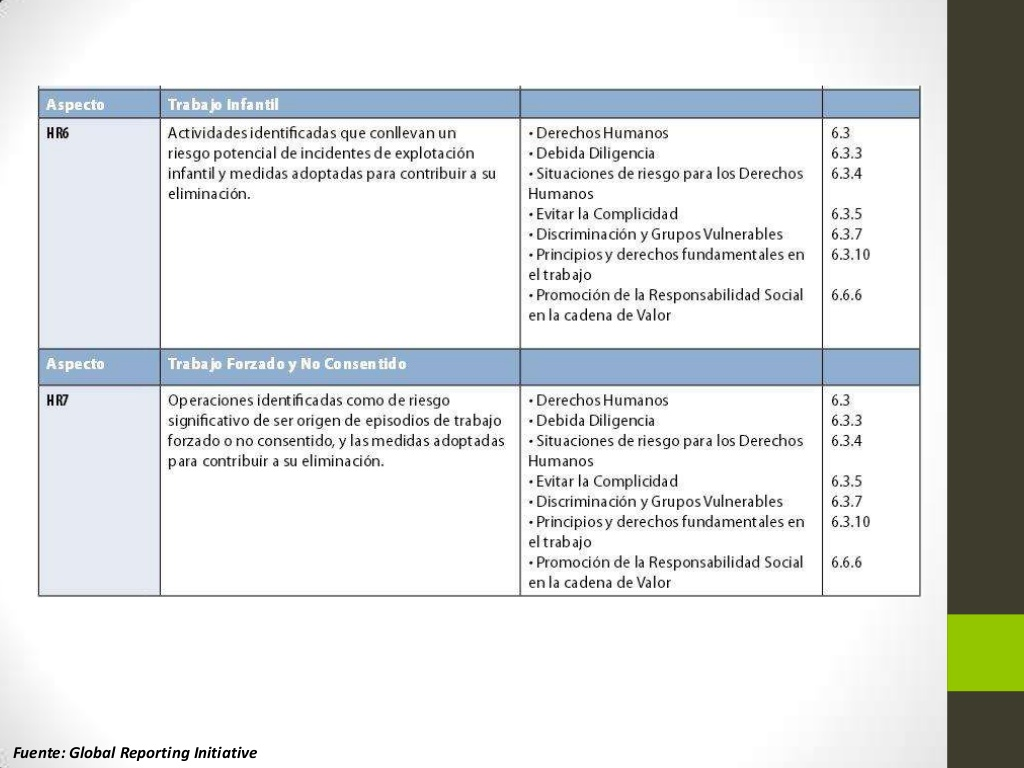 Aspecto Trabajo Infantil
HR6
Actividades identificadas que conllevan un
riesgo potencial de incidentes de explotación
infantil y medidas adoptadas para contribuir a su
eliminación.
• Derechos Humanos 6.3
• Debida Diligencia 6.3.3
• Situaciones de riesgo para los Derechos 6.3.4
Humanos
• Evitar la Complicidad 6.3.5
• Discriminación y Grupos Vulnerables 6.3.7
• Principios y derechos fundamentales en 6.3.10
el trabajo
• Promoción de la Responsabilidad Social 6.6.6
en la cadena de Valor
Aspecto Trabajo Forzado y No Consentido
HR7
Operaciones identificadas como de riesgo
significativo de ser origen de episodios de trabajo
forzado o no consentido, y las medidas adoptadas
para contribuir a su eliminación.
• Derechos Humanos 6.3
• Debida Diligencia 6.3.3
• Situaciones de riesgo para los Derechos 6.3.4
Humanos
• Evitar la Complicidad 6.3.5
• Discriminación y Grupos Vulnerables 6.3.7
• Principios y derechos fundamentales en 6.3.10
el trabajo
• Promoción de la Responsabilidad Social 6.6.6
en la cadena de Valor
Fuente: Global Reporting Initiative